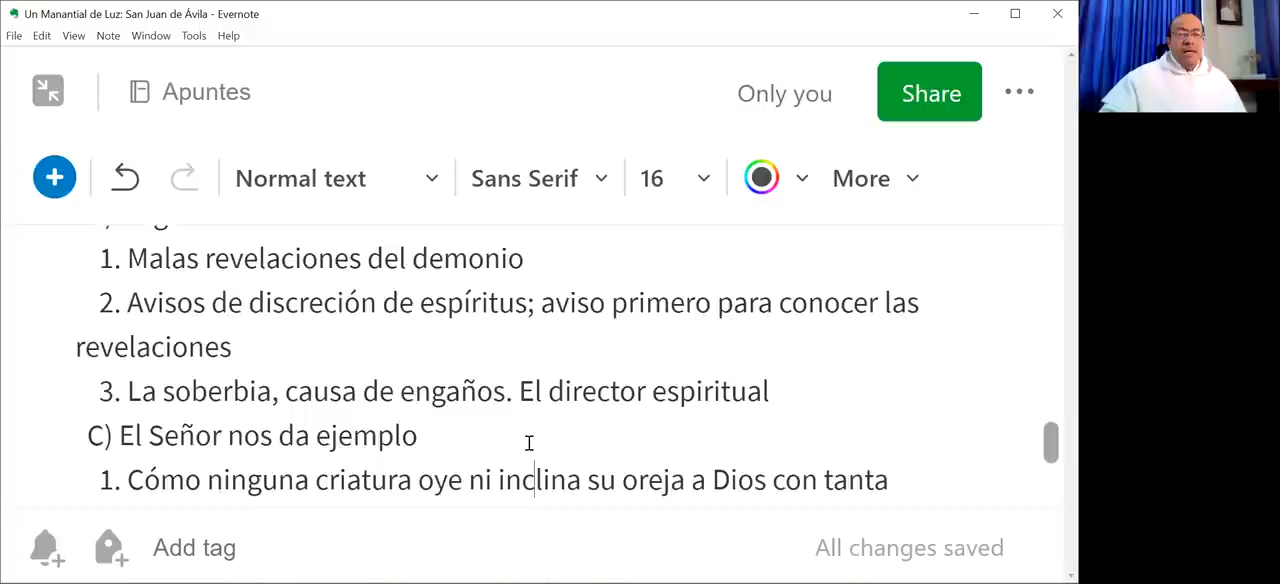 Un Manantial de Luz: San Juan de Ávila - Evernote
File Edit View Note Window Tools Help
Apuntes
Only you
Share
Normal text
Sans Serif
16
More
1. Malas revelaciones del demonio
2. Avisos de discreción de espíritus; aviso primero para conocer las
revelaciones
3. La soberbia, causa de engaños. El director espiritual
C) El Señor nos da ejemplo
1. Cómo ninguna criatura oye ni inclina su oreja a Dios con tanta
Add tag
All changes saved